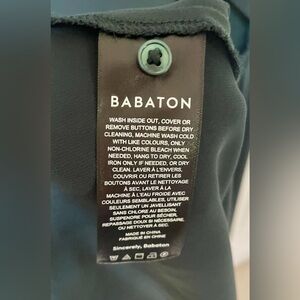 BABATON
WASH INSIDE OUT, COVER OR
REMOVE BUTTONS BEFORE DRY
CLEANING, MACHINE WASH COLD
WITH LIKE COLOURS, ONLY
NON-CHLORINE BLEACH WHEN
NEEDED, HANG TO DRY, COOL
IRON ONLY IF NEEDED, OR DRY
CLEAN. LAVER À L'ENVERS,
COUVRIR OU RETIRER LES
BOUTONS AVANT LE NETTOYAGE
À SEC, LAVER À LA
MACHINE À L'EAU FROIDE AVEC
COULEURS SEMBLABLES, UTILISER
SEULEMENT UN JAVELLISANT
SANS CHLORE AU BESOIN,
SUSPENDRE POUR SÉCHER,
REPASSAGE DOUX SI NÉCESSAIRE,
OU NETTOYER À SEC.
MADE IN CHINA
FABRIQUÉ EN CHINE
Sincerely, Babaton